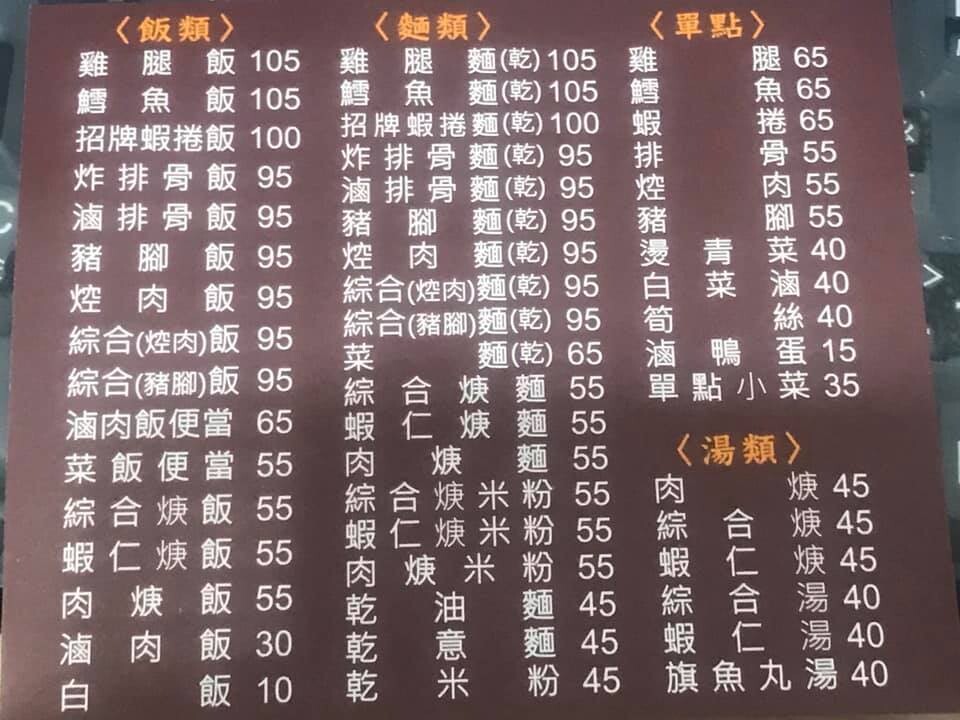 〈飯類〉
雞腿飯 105
鱈魚飯 105
招牌蝦捲飯 100
炸排骨飯 95
滷排骨飯 95
豬腳飯 95
焢肉飯 95
綜合(焢肉)飯 95
綜合(豬腳)飯 95
滷肉飯便當 65
菜飯便當 55
綜合焿飯 55
蝦仁焿飯 55
肉焿飯 55
滷肉飯 30
白飯 10
〈麵類〉
雞腿麵(乾) 105
鱈魚麵(乾) 105
招牌蝦捲麵(乾) 100
炸排骨麵(乾) 95
滷排骨麵(乾) 95
豬腳麵(乾) 95
焢肉麵(乾) 95
綜合(焢肉)麵(乾) 95
綜合(豬腳)麵(乾) 95
菜麵(乾) 65
綜合焿麵 55
蝦仁焿麵 55
肉焿麵 55
綜合焿米粉 55
蝦仁焿米粉 55
肉焿米粉 55
乾油麵 45
乾意麵 45
乾米粉 45
〈單點〉
雞腿 65
鱈魚 65
蝦捲 65
排骨 55
焢肉 55
豬腳 55
燙青菜 40
白菜滷 40
筍絲 40
滷鴨蛋 15
單點小菜 35
〈湯類〉
肉焿 45
綜合焿 45
蝦仁焿 45
綜合湯 40
蝦仁湯 40
旗魚丸湯 40